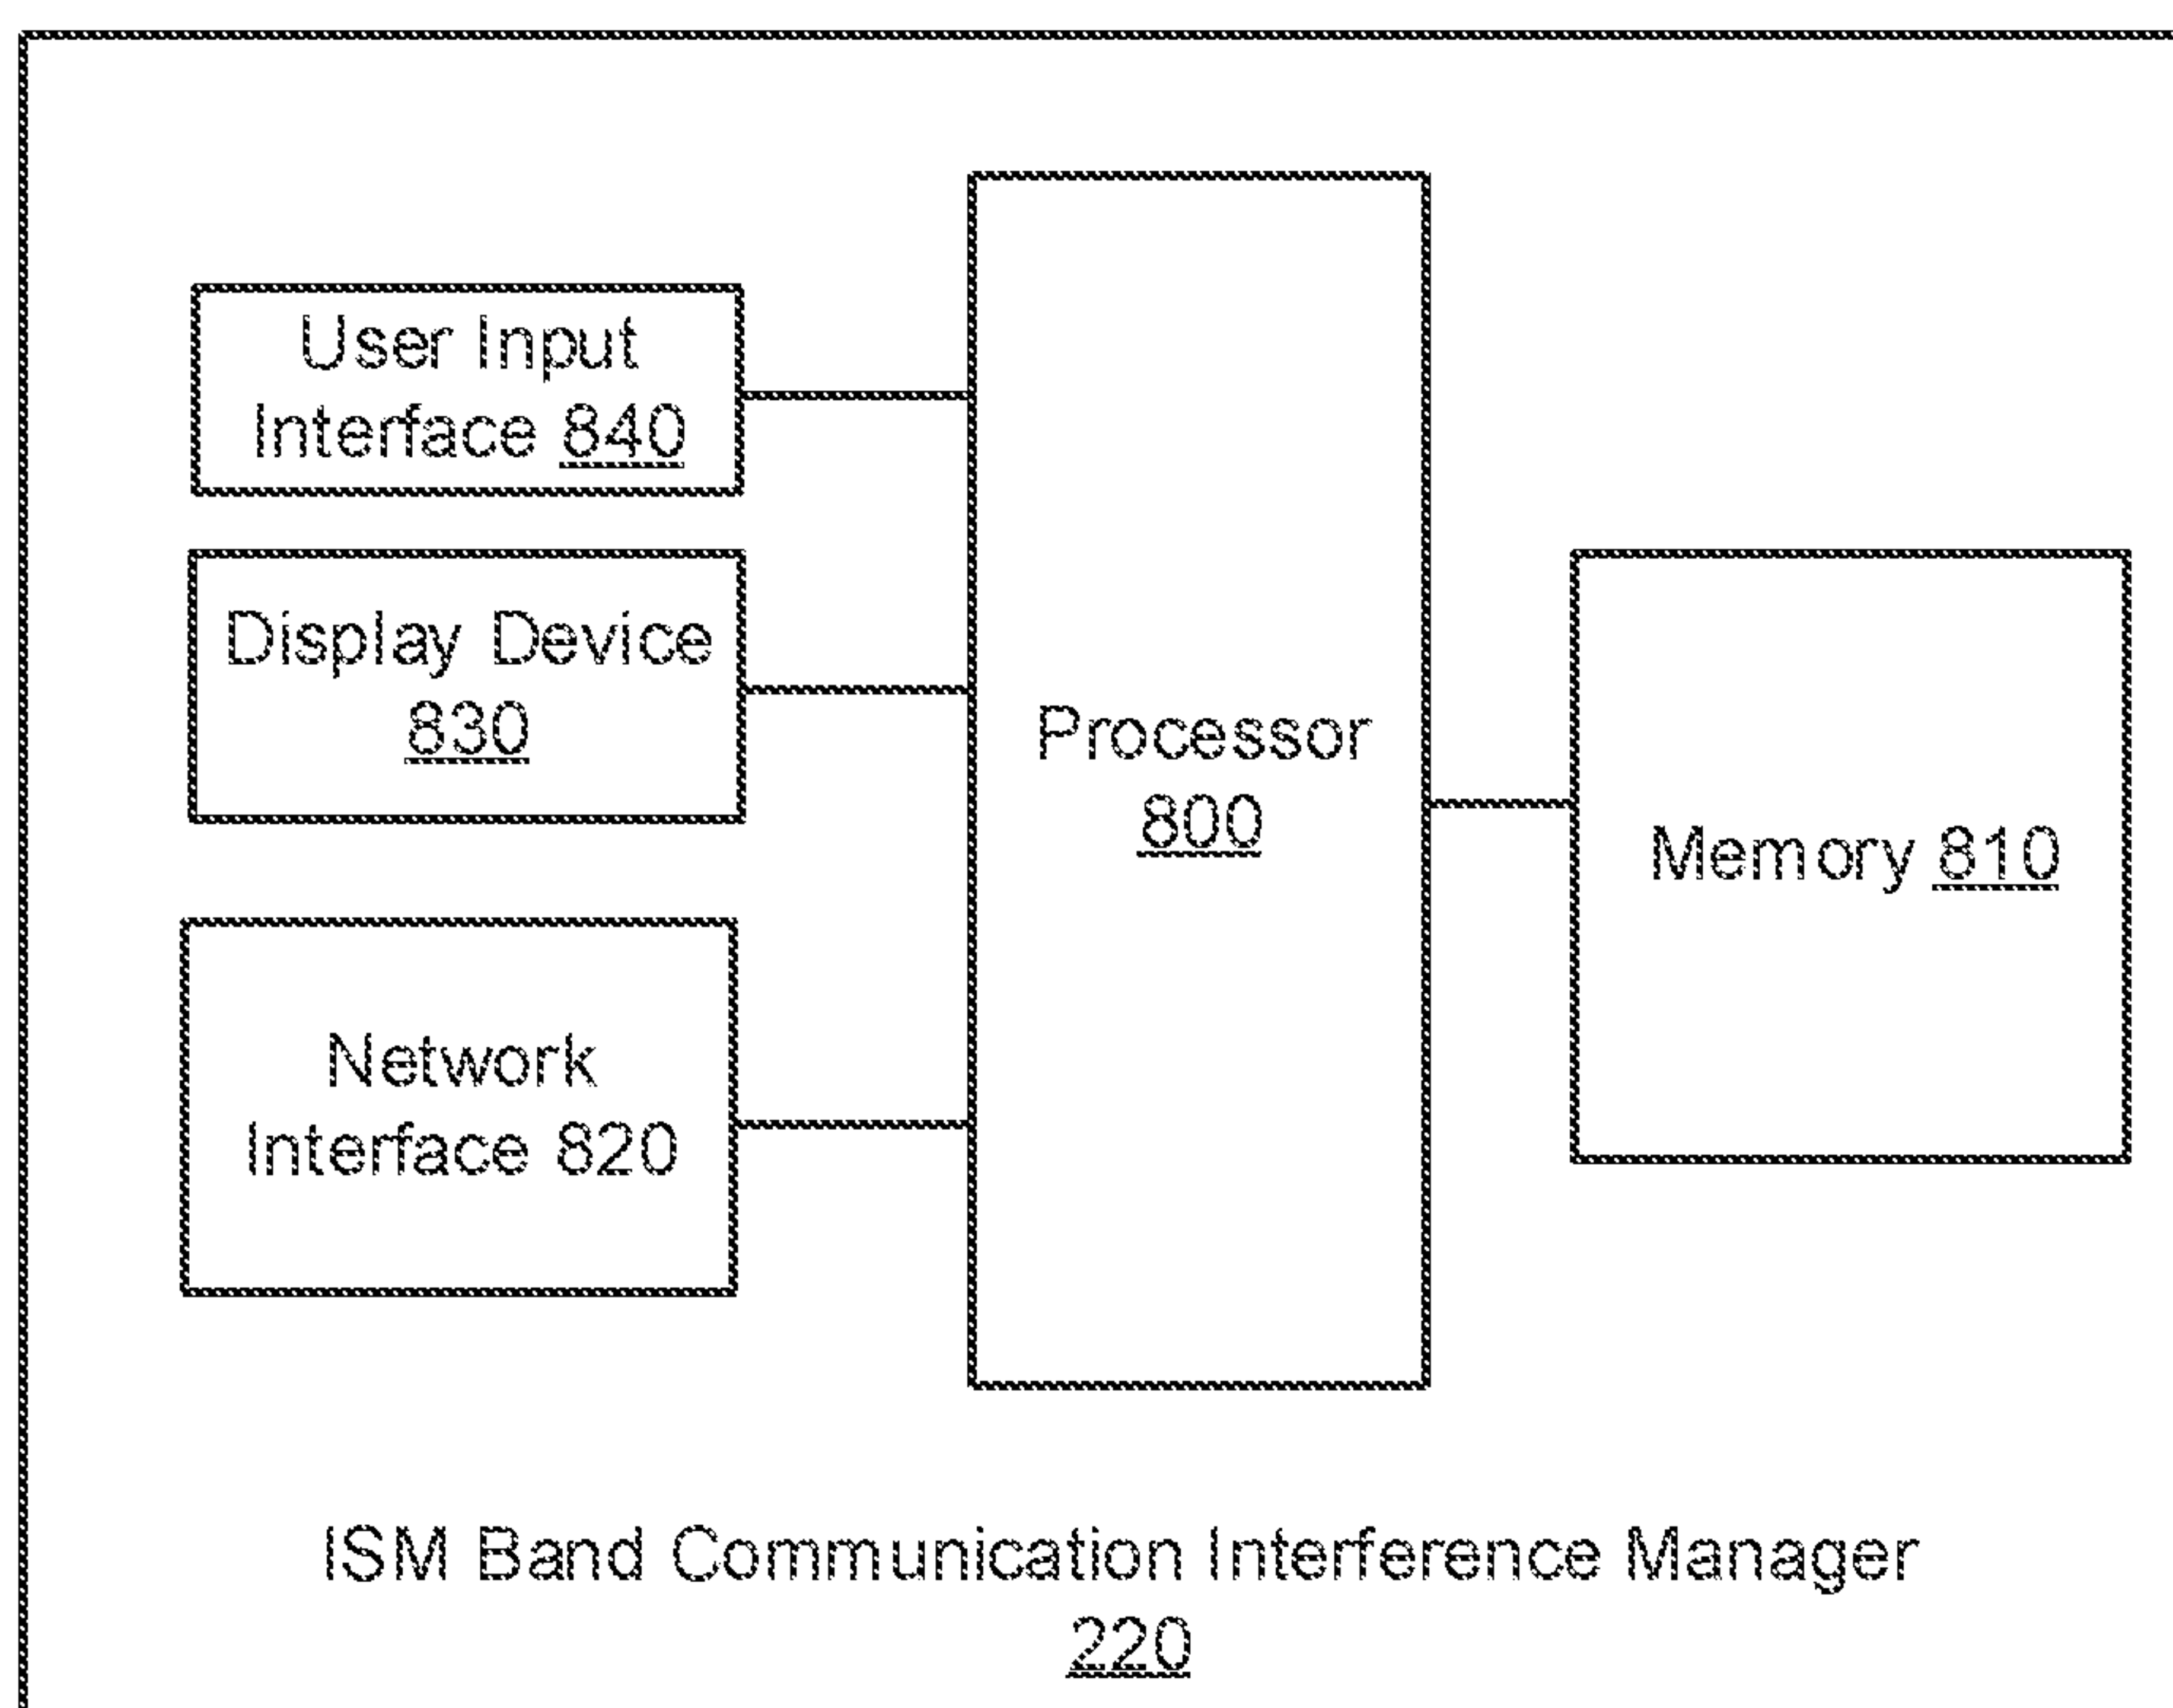 User Input
Interface 840
Display Device
830
Network
Interface 820
Processor
800
Memory 810
ISM Band Communication Interference Manager
220